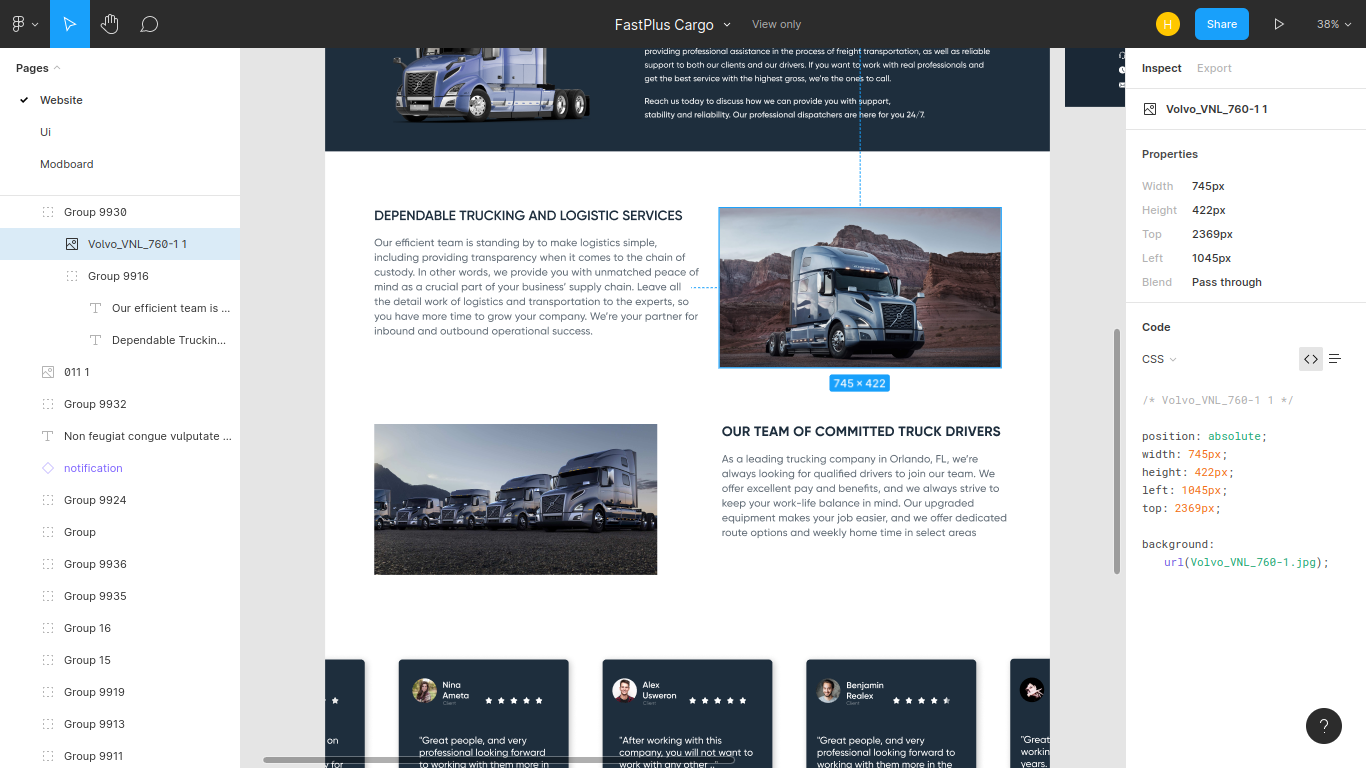 FastPlus Cargo
View only
H
Share
38%
Pages
Website
Ui
Modboard
Group 9930
Volvo_VNL_760-1 1
Group 9916
Our efficient team is ...
Dependable Truckin...
011 1
Group 9932
Non feugiat congue vulputate ...
notification
Group 9924
Group
Group 9936
Group 9935
Group 16
Group 15
Group 9919
Group 9913
Group 9911
providing professional assistance in the process of freight transportation, as well as reliable
support to both our clients and our drivers. If you want to work with real professionals and
get the best service with the highest gross, we're the ones to call.
Reach us today to discuss how we can provide you with support,
stability and reliability. Our professional dispatchers are here for you 24/7.
DEPENDABLE TRUCKING AND LOGISTIC SERVICES
Our efficient team is standing by to make logistics simple,
including providing transparency when it comes to the chain of
custody. In other words, we provide you with unmatched peace of
mind as a crucial part of your business' supply chain. Leave all
the detail work of logistics and transportation to the experts, so
you have more time to grow your company. We're your partner for
inbound and outbound operational success.
745 × 422
OUR TEAM OF COMMITTED TRUCK DRIVERS
As a leading trucking company in Orlando, FL, we're
always looking for qualified drivers to join our team. We
offer excellent pay and benefits, and we always strive to
keep your work-life balance in mind. Our upgraded
equipment makes your job easier, and we offer dedicated
route options and weekly home time in select areas
on
y for
Nina
Ameta
Client
"Great people, and very
professional looking forward
to working with them more in
Alex
Usweron
Client
"After working with this
company, you will not want to
work with any other .."
Benjamin
Realex
Client
"Great people, and very
professional looking forward to
working with them more in the
"Great
workin
years.
Inspect
Export
Volvo_VNL_760-1 1
Properties
Width 745px
Height 422px
Top 2369px
Left 1045px
Blend Pass through
Code
CSS
/* Volvo_VNL_760-1 1 */
position: absolute;
width: 745px;
height: 422px;
left: 1045px;
top: 2369px;
background:
url(Volvo_VNL_760-1.jpg);
?